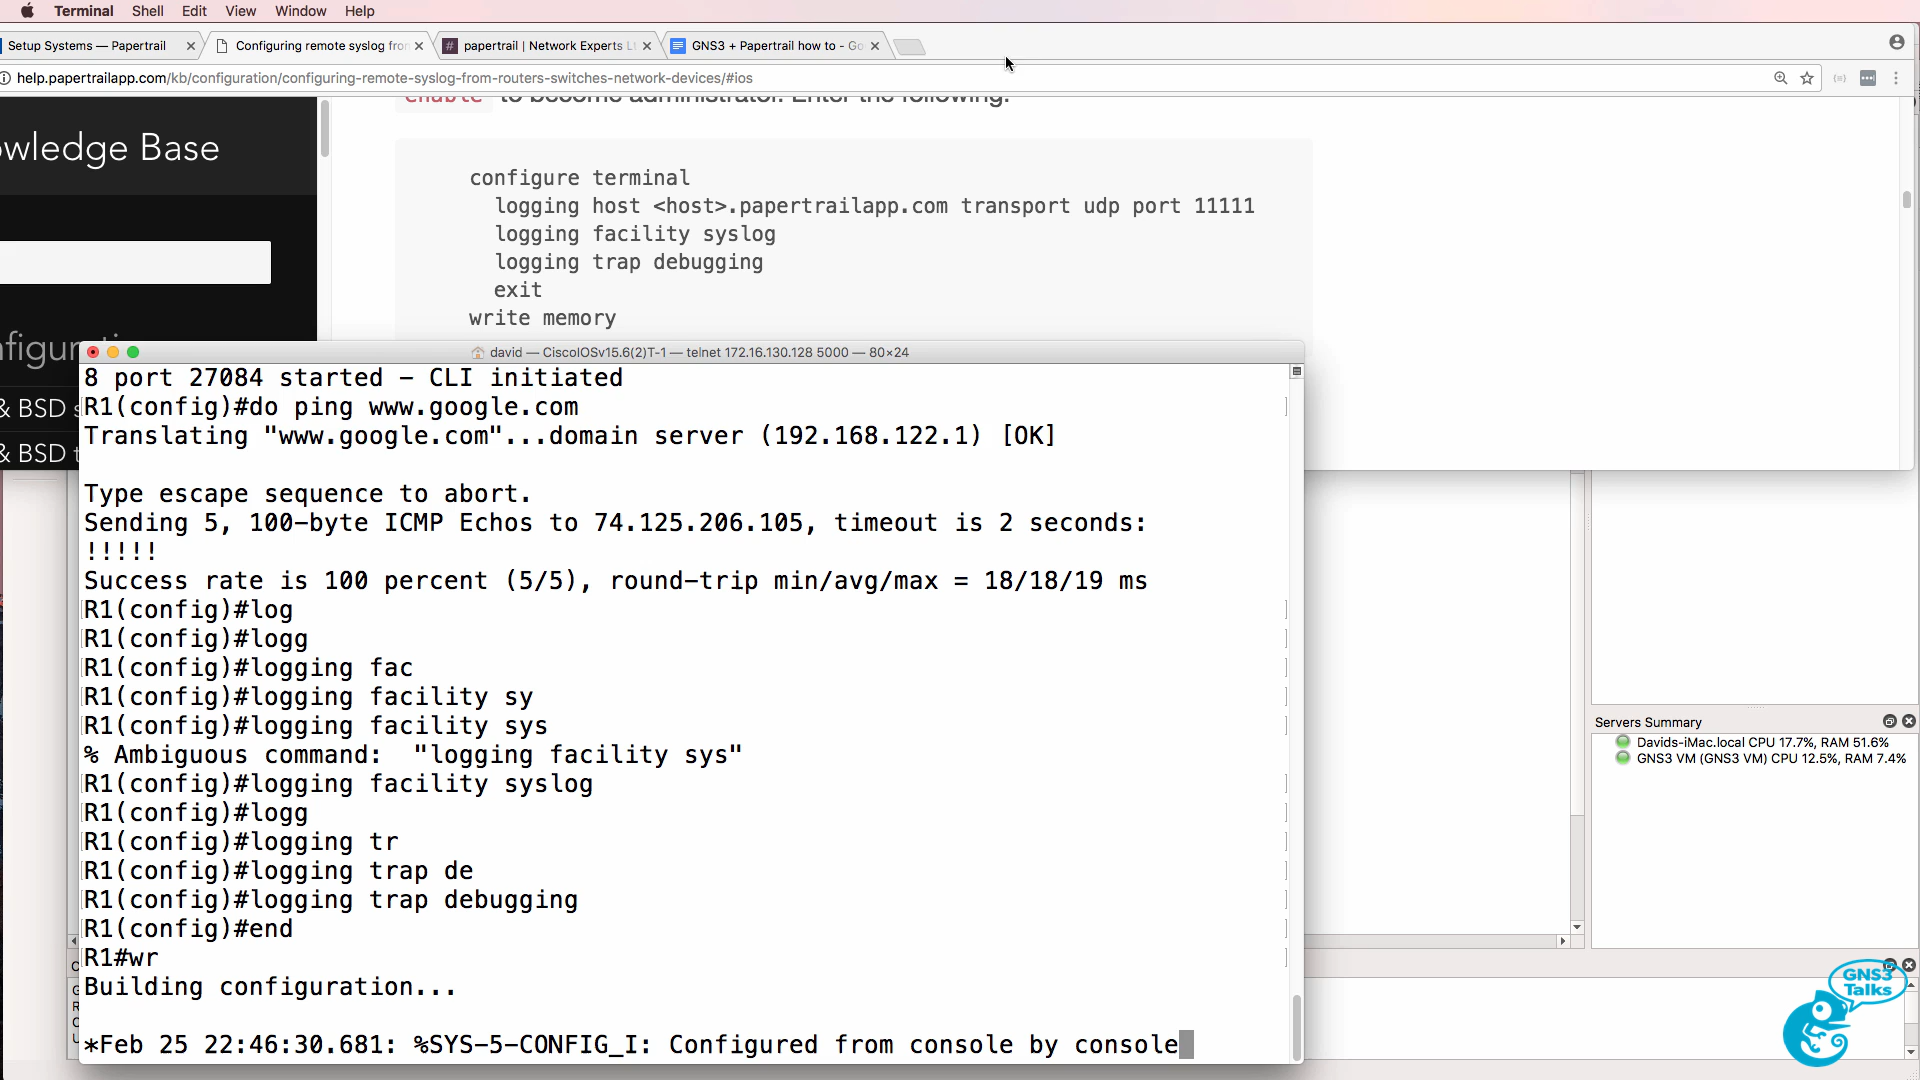 Terminal Shell Edit View Window Help
Setup Systems — Papertrail
Configuring remote syslog fro
papertrail | Network Experts L
GNS3 + Papertrail how to - Go
help.papertrailapp.com/kb/configuration/configuring-remote-syslog-from-routers-switches-network-devices/#ios
enable to become administrator. Enter the following:
owledge Base
configure terminal
logging host <host>.papertrailapp.com transport udp port 11111
logging facility syslog
logging trap debugging
exit
write memory
& BSD s
& BSD t
david — CiscoIOSv15.6(2)T-1 — telnet 172.16.130.128 5000 — 80×24
8 port 27084 started - CLI initiated
R1(config)#do ping www.google.com
Translating "www.google.com"...domain server (192.168.122.1) [OK]
Type escape sequence to abort.
Sending 5, 100-byte ICMP Echos to 74.125.206.105, timeout is 2 seconds:
!!!!!
Success rate is 100 percent (5/5), round-trip min/avg/max = 18/18/19 ms
R1(config)#log
R1(config)#logg
R1(config)#logging fac
R1(config)#logging facility sy
R1(config)#logging facility sys
% Ambiguous command:  "logging facility sys"
R1(config)#logging facility syslog
R1(config)#logg
R1(config)#logging tr
R1(config)#logging trap de
R1(config)#logging trap debugging
R1(config)#end
R1#wr
Building configuration...
*Feb 25 22:46:30.681: %SYS-5-CONFIG_I: Configured from console by console
Servers Summary
Davids-iMac.local CPU 17.7%, RAM 51.6%
GNS3 VM (GNS3 VM) CPU 12.5%, RAM 7.4%
GNS3
Talks